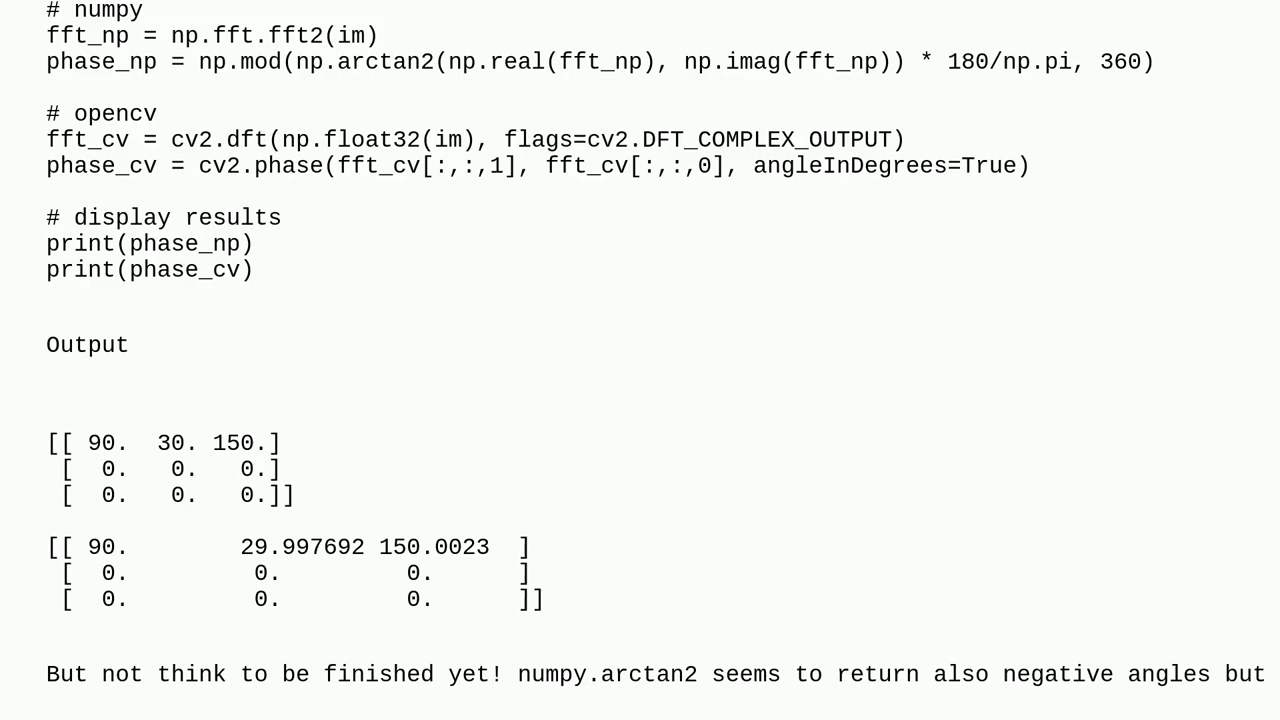 # numpy
fft_np = np.fft.fft2(im)
phase_np = np.mod(np.arctan2(np.real(fft_np), np.imag(fft_np)) * 180/np.pi, 360)
# opencv
fft_cv = cv2.dft(np.float32(im), flags=cv2.DFT_COMPLEX_OUTPUT)
phase_cv = cv2.phase(fft_cv[:,:,1], fft_cv[:,:,0], angleInDegrees=True)
# display results
print(phase_np)
print(phase_cv)
Output
[[ 90.  30. 150.]
 [  0.   0.   0.]
 [  0.   0.   0.]]
[[ 90.        29.997692 150.0023  ]
 [  0.         0.         0.      ]
 [  0.         0.         0.      ]]
But not think to be finished yet! numpy.arctan2 seems to return also negative angles but